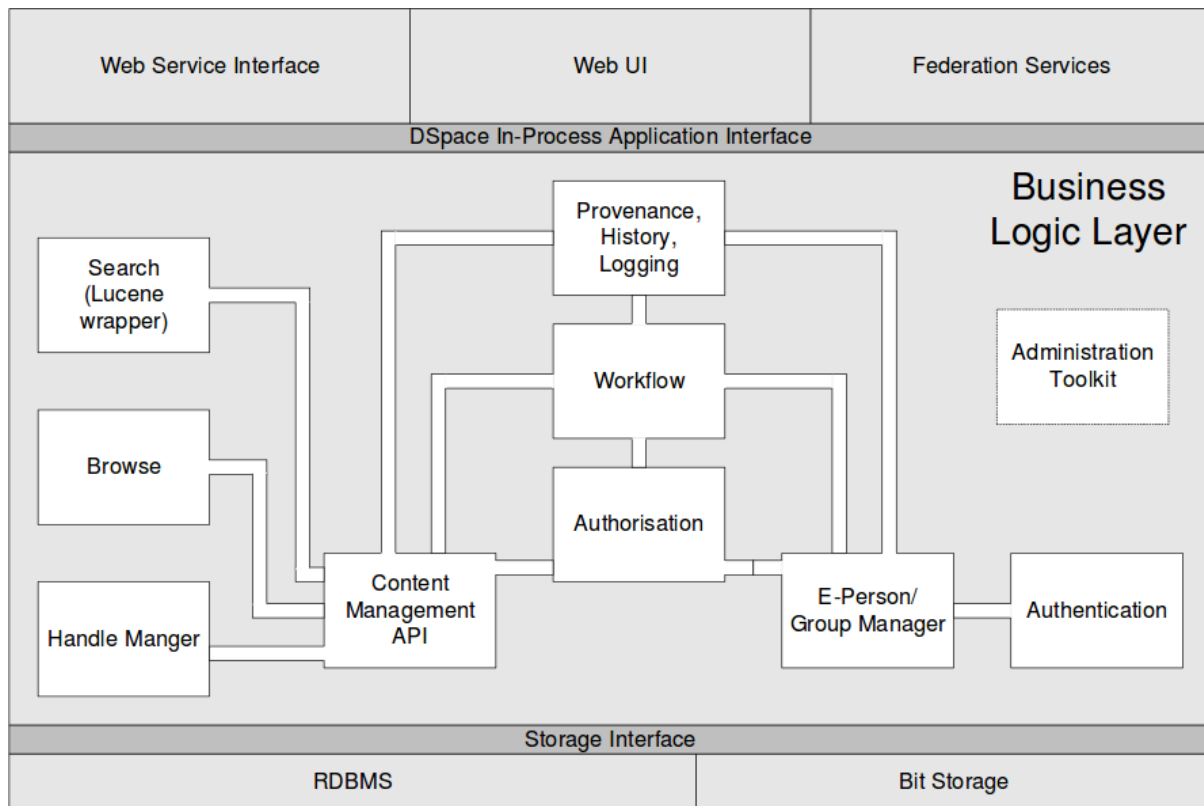 Web Service Interface
Web UI
Federation Services
DSpace In-Process Application Interface
Business
Logic Layer
Provenance,
History,
Logging
Search
(Lucene
wrapper)
Workflow
Administration
Toolkit
Browse
Authorisation
Content
Management
API
E-Person/
Group Manager
Authentication
Handle Manger
Storage Interface
RDBMS
Bit Storage